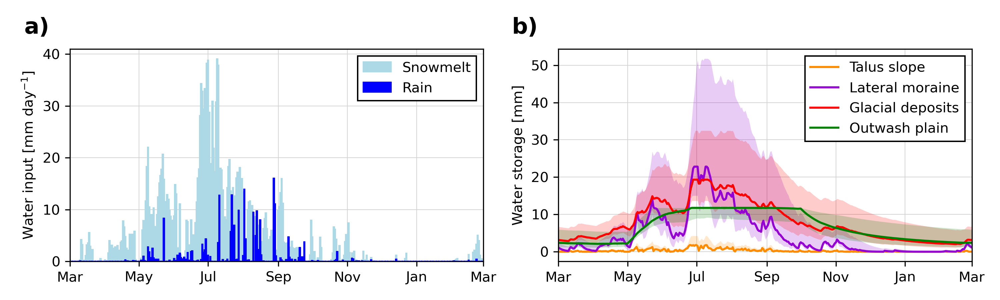 a)
Water input [mm day⁻¹]
40
30
20
10
0
Mar May Jul Sep Nov Jan Mar
Snowmelt
Rain
b)
Water storage [mm]
50
40
30
20
10
0
Mar May Jul Sep Nov Jan Mar
Talus slope
Lateral moraine
Glacial deposits
Outwash plain